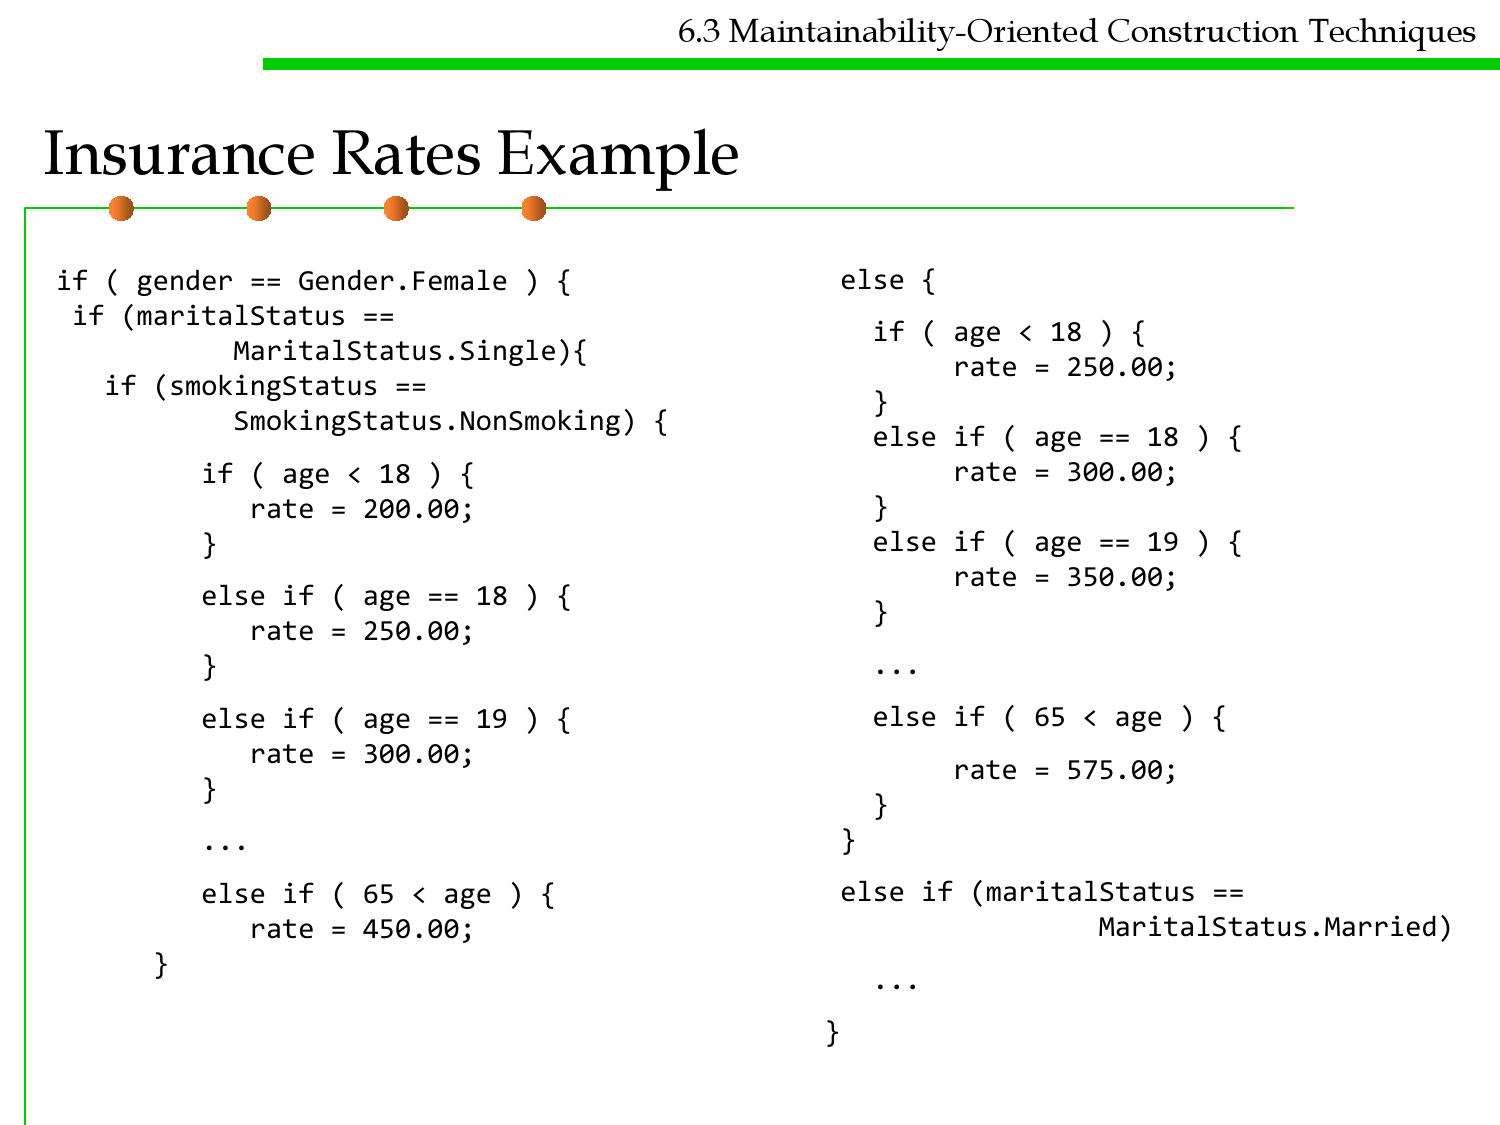 6.3 Maintainability-Oriented Construction Techniques
Insurance Rates Example
if ( gender == Gender.Female ) {
if (maritalStatus ==
MaritalStatus.Single){
if (smokingStatus ==
SmokingStatus.NonSmoking) {
if ( age < 18 ) {
rate = 200.00;
}
else if ( age == 18 ) {
rate = 250.00;
}
else if ( age == 19 ) {
rate = 300.00;
}
...
else if ( 65 < age ) {
rate = 450.00;
}
else {
if ( age < 18 ) {
rate = 250.00;
}
else if ( age == 18 ) {
rate = 300.00;
}
else if ( age == 19 ) {
rate = 350.00;
}
...
else if ( 65 < age ) {
rate = 575.00;
}
}
else if (maritalStatus ==
MaritalStatus.Married)
...
}